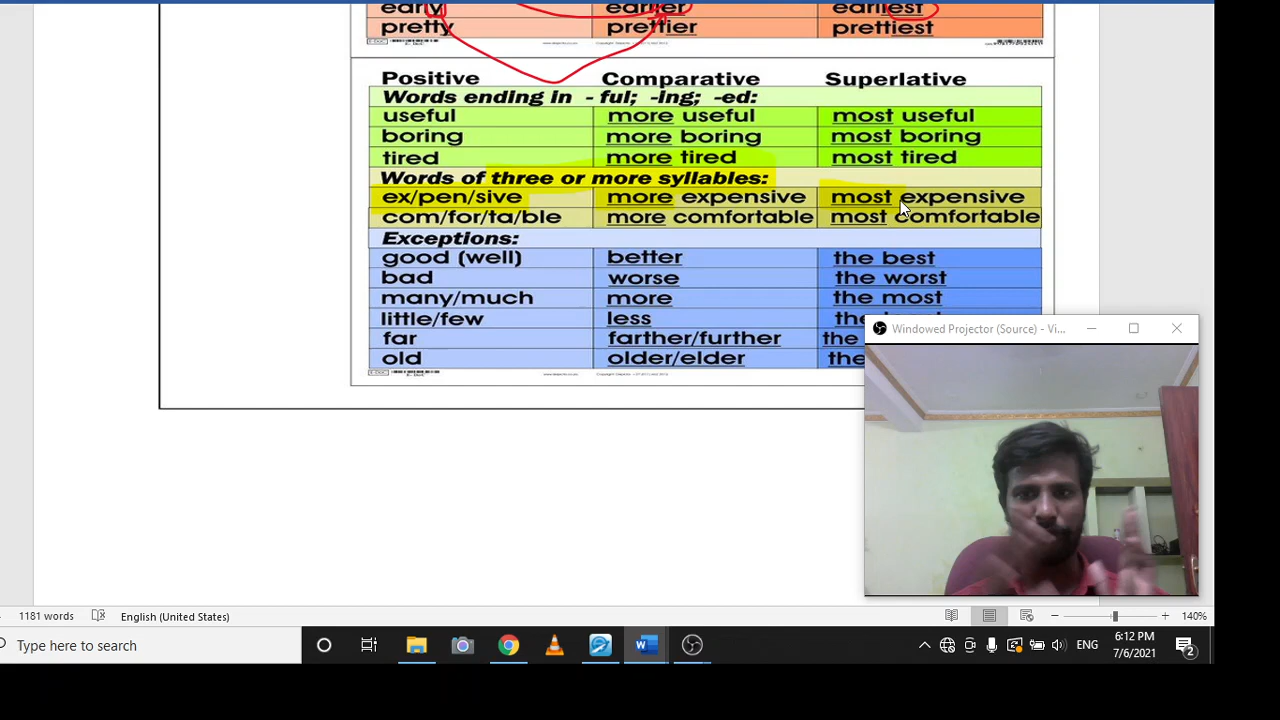 early earlier earliest
pretty prettier prettiest
Positive Comparative Superlative
Words ending in - ful; -ing; -ed:
useful more useful most useful
boring more boring most boring
tired more tired most tired
Words of three or more syllables:
ex/pen/sive more expensive most expensive
com/for/ta/ble more comfortable most comfortable
Exceptions:
good (well) better the best
bad worse the worst
many/much more the most
little/few less the
far farther/further the
old older/elder the
Windowed Projector (Source) - Vi...
1181 words English (United States) 140%
Type here to search ENG 6:12 PM
7/6/2021 2